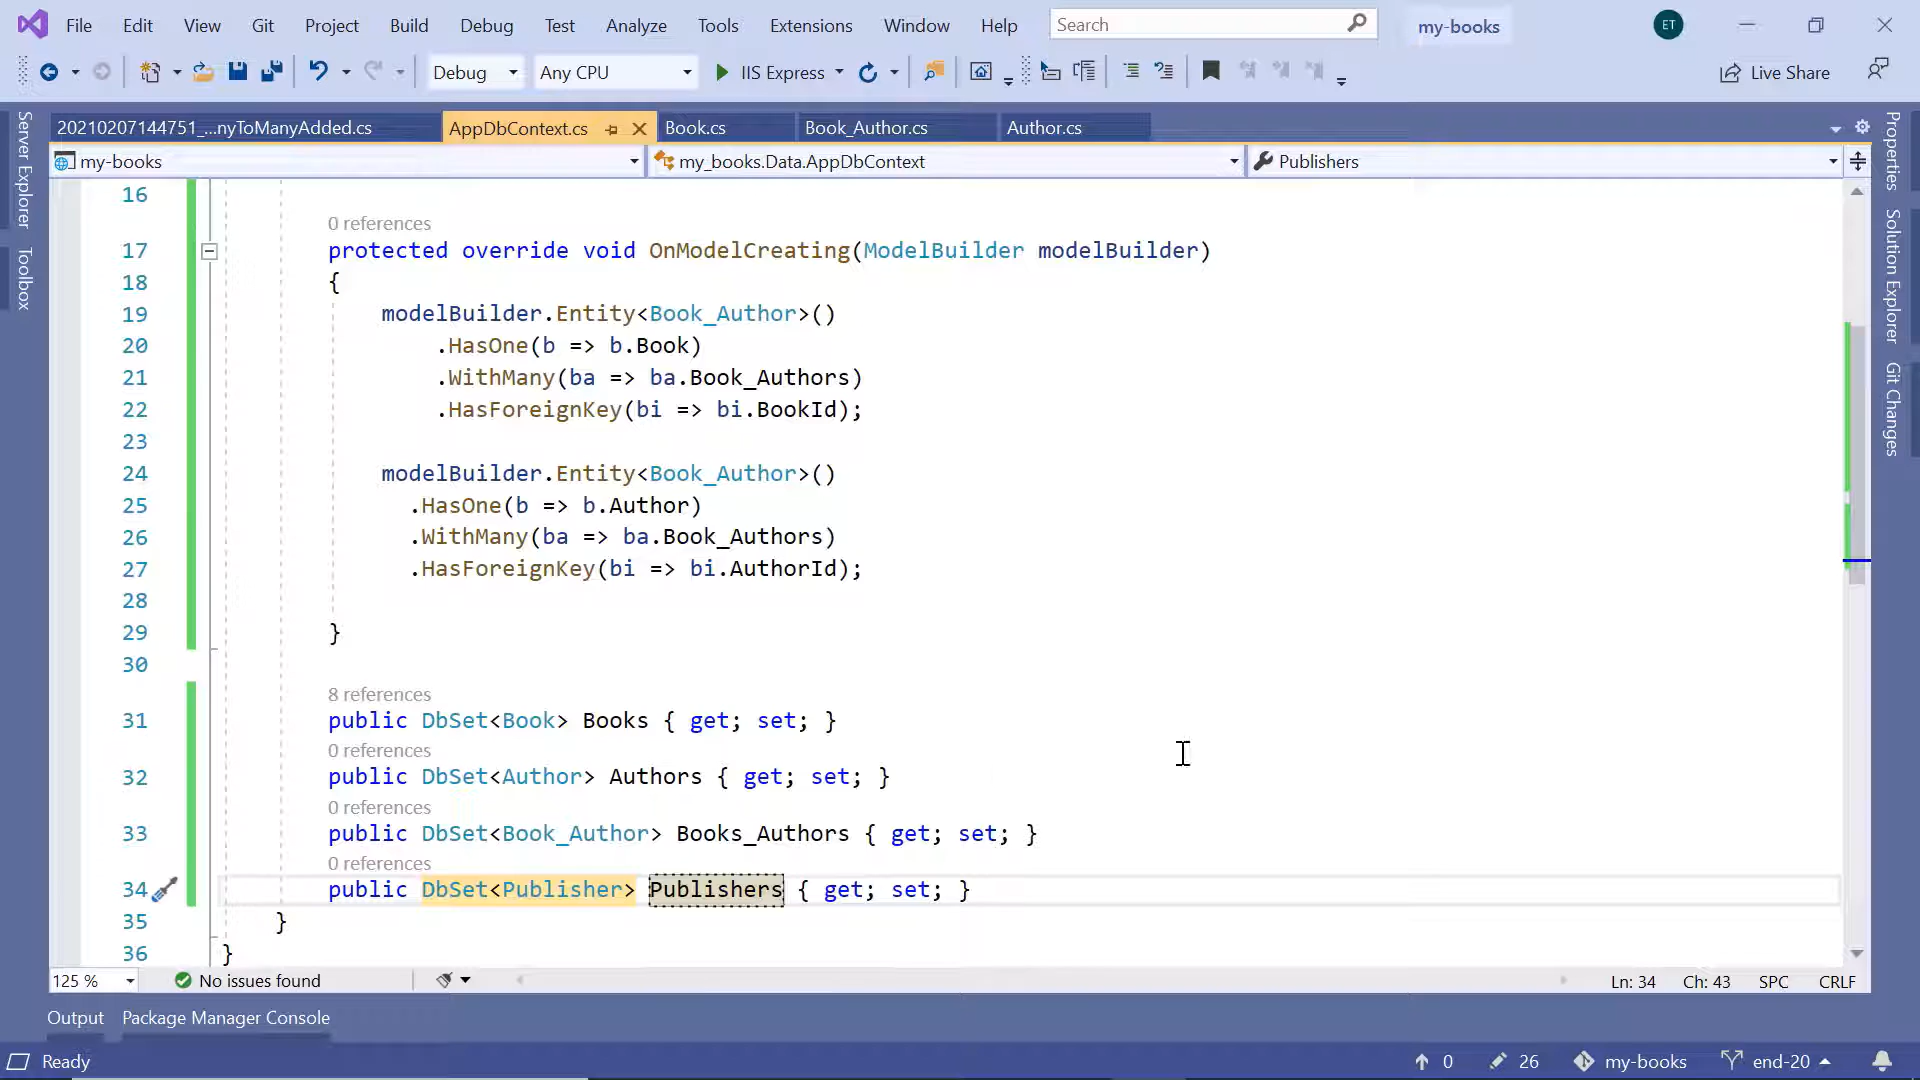 File Edit View Git Project Build Debug Test Analyze Tools Extensions Window Help Search my-books ET
Debug Any CPU IIS Express Live Share
20210207144751_...nyToManyAdded.cs AppDbContext.cs Book.cs Book_Author.cs Author.cs
my-books my_books.Data.AppDbContext Publishers
Server Explorer
Toolbox
Properties
Solution Explorer
Git Changes
16
0 references
17 protected override void OnModelCreating(ModelBuilder modelBuilder)
18 {
19 modelBuilder.Entity<Book_Author>()
20 .HasOne(b => b.Book)
21 .WithMany(ba => ba.Book_Authors)
22 .HasForeignKey(bi => bi.BookId);
23
24 modelBuilder.Entity<Book_Author>()
25 .HasOne(b => b.Author)
26 .WithMany(ba => ba.Book_Authors)
27 .HasForeignKey(bi => bi.AuthorId);
28
29 }
30
8 references
31 public DbSet<Book> Books { get; set; }
0 references
32 public DbSet<Author> Authors { get; set; }
0 references
33 public DbSet<Book_Author> Books_Authors { get; set; }
0 references
34 public DbSet<Publisher> Publishers { get; set; }
35 }
36 }
125 % No issues found Ln: 34 Ch: 43 SPC CRLF
Output Package Manager Console
Ready 0 26 my-books end-20